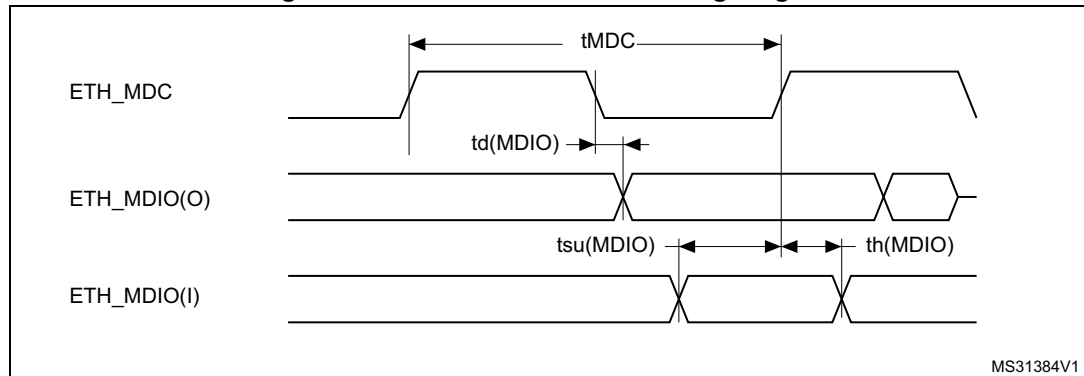 tMDC
ETH_MDC
td(MDIO)
ETH_MDIO(O)
tsu(MDIO) th(MDIO)
ETH_MDIO(I)
MS31384V1